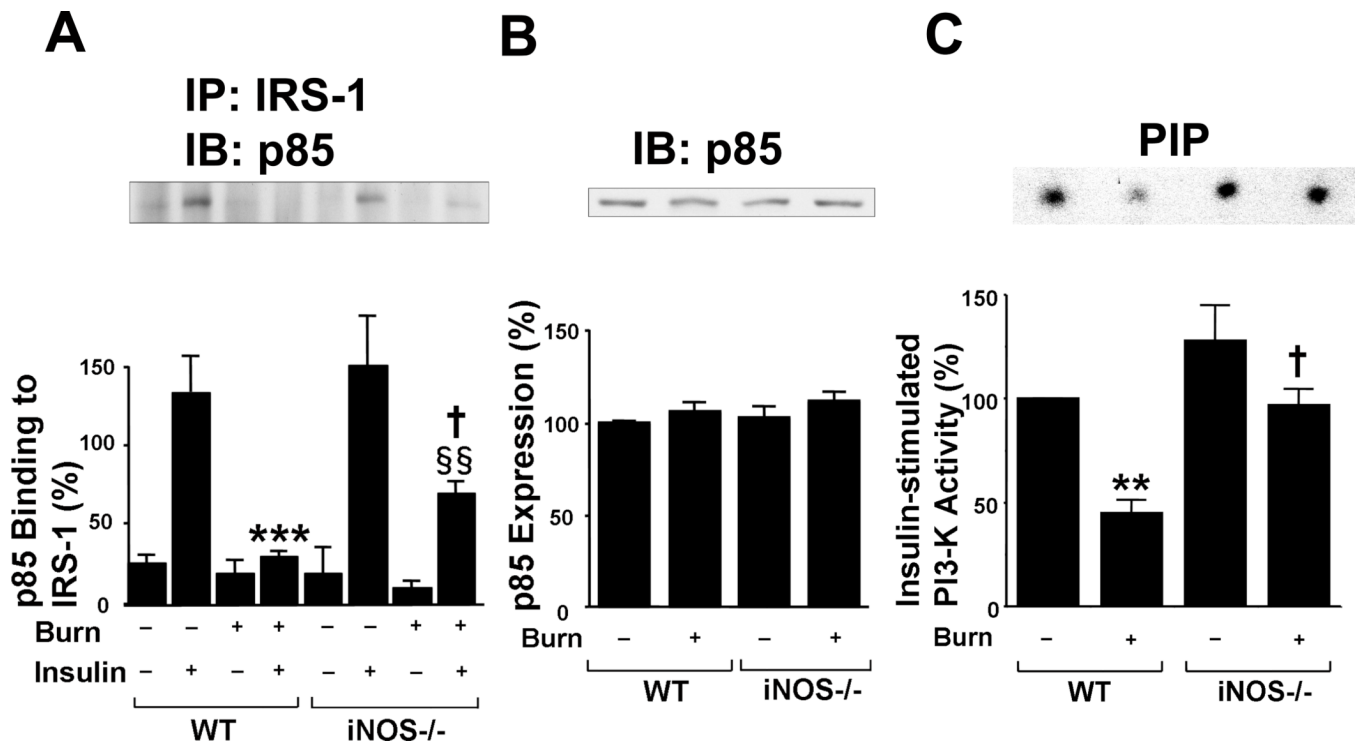 A
IP: IRS-1
IB: p85
p85 Binding to
IRS-1 (%)
150
100
50
0
***
†
§§
Burn – – + + – – + +
Insulin – + – + – + – +
WT iNOS-/-
B
IB: p85
p85 Expression (%)
150
100
50
0
Burn – + – +
WT iNOS-/-
C
PIP
Insulin-stimulated
PI3-K Activity (%)
150
100
50
0
**
†
Burn – + – +
WT iNOS-/-